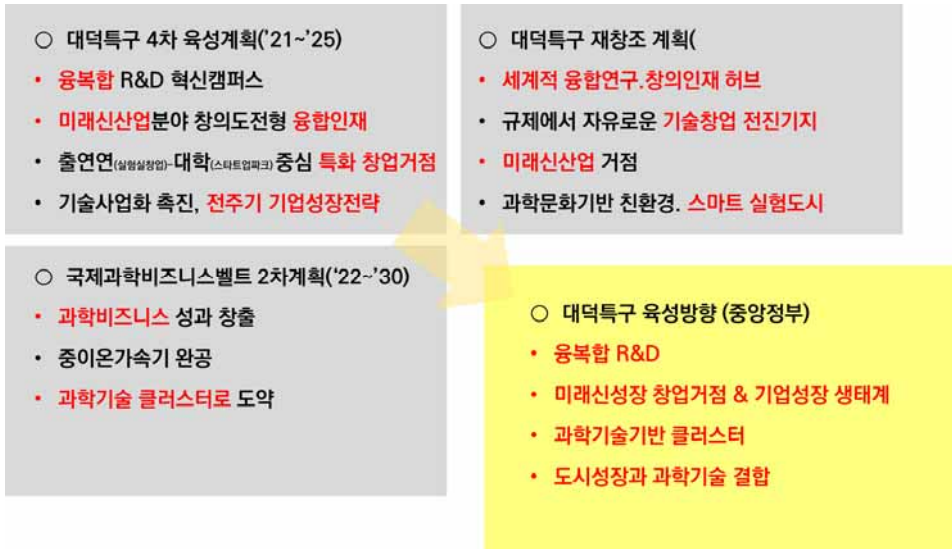 ○ 대덕특구 4차 육성계획('21~'25)
• 융복합 R&D 혁신캠퍼스
• 미래신산업분야 창의도전형 융합인재
• 출연연(실험실창업)-대학(스타트업파크)중심 특화 창업거점
• 기술사업화 촉진, 전주기 기업성장전략
○ 대덕특구 재창조 계획(
• 세계적 융합연구.창의인재 허브
• 규제에서 자유로운 기술창업 전진기지
• 미래신산업 거점
• 과학문화기반 친환경. 스마트 실험도시
○ 국제과학비즈니스벨트 2차계획('22~'30)
• 과학비즈니스 성과 창출
• 중이온가속기 완공
• 과학기술 클러스터로 도약
○ 대덕특구 육성방향 (중앙정부)
• 융복합 R&D
• 미래신성장 창업거점 & 기업성장 생태계
• 과학기술기반 클러스터
• 도시성장과 과학기술 결합